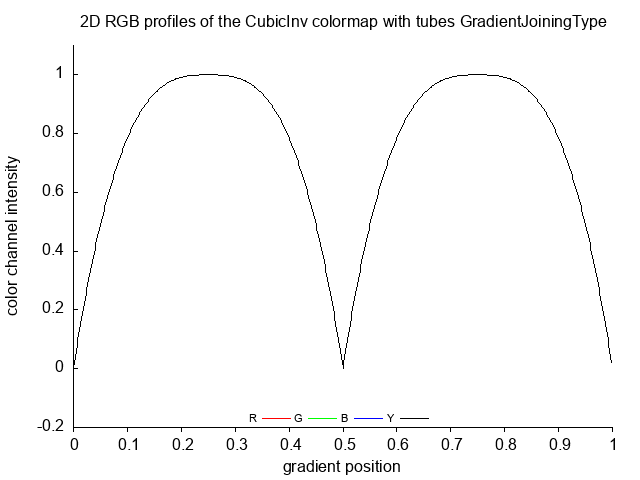 2D RGB profiles of the CubicInv colormap with tubes GradientJoiningType
color channel intensity
1
0.8
0.6
0.4
0.2
0
-0.2
R G B Y
0 0.1 0.2 0.3 0.4 0.5 0.6 0.7 0.8 0.9 1
gradient position